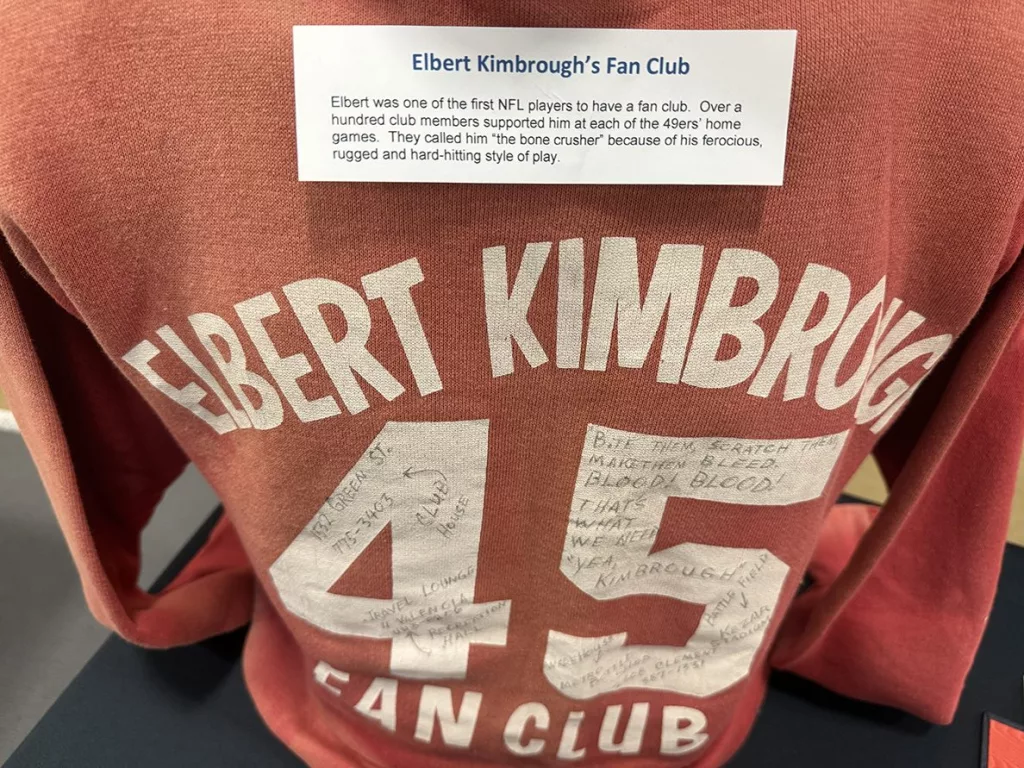 Elbert Kimbrough's Fan Club
Elbert was one of the first NFL players to have a fan club. Over a
hundred club members supported him at each of the 49ers' home
games. They called him "the bone crusher" because of his ferocious,
rugged and hard-hitting style of play.
ELBERT KIMBROUG
45
GREEN ST.
775-3403
CLUB
HOUSE
TRAVEL LOUNGE
VALENCIA
RECEPTION
HALL
BITE THEM, SCRATCH THEM,
MAKE THEM BLEED.
BLOOD! BLOOD!
THATS
WHAT
WE NEED
"YEA,
KIMBROUGH"
BATTLE FIELD
KEZAR
STADIUM
FAN CLUB